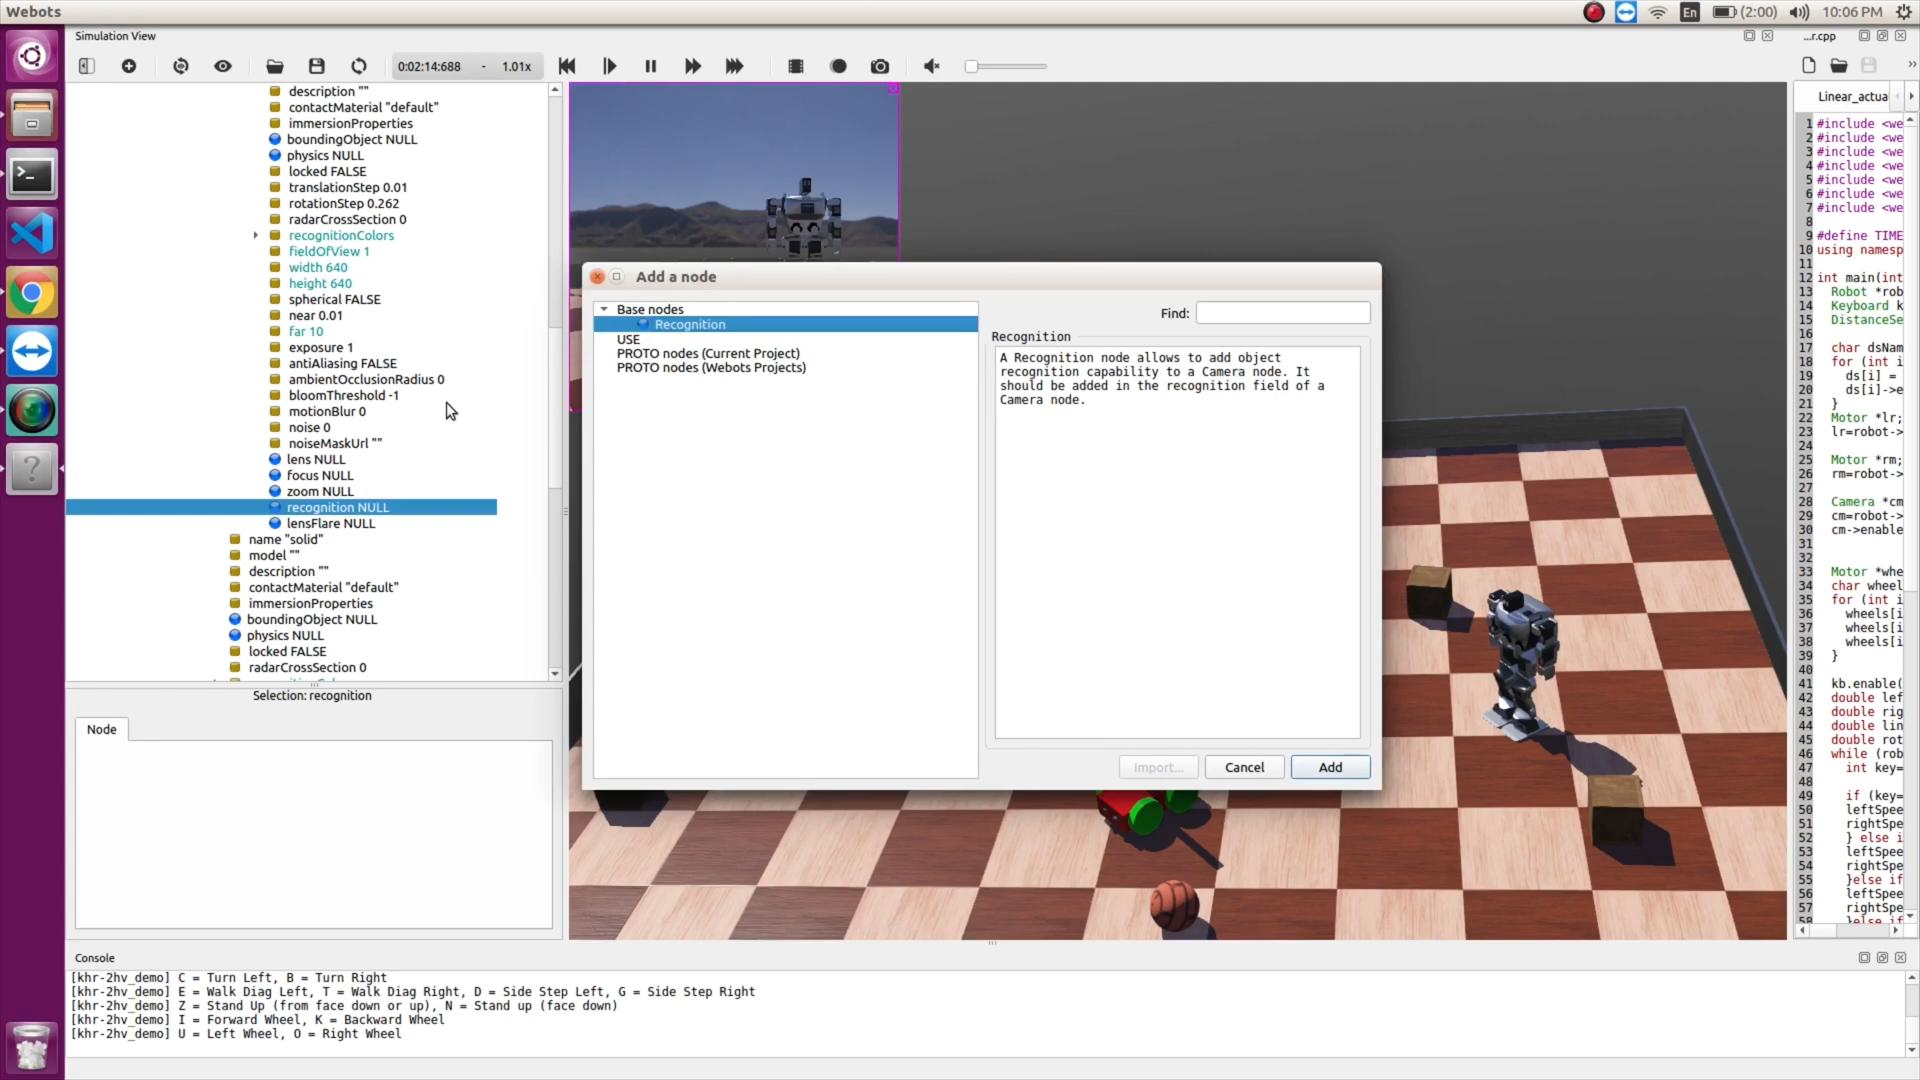 Webots
En
(2:00)
10:06 PM
Simulation View
...r.cpp
0:02:14:688 - 1.01x
description ""
contactMaterial "default"
immersionProperties
boundingObject NULL
physics NULL
locked FALSE
translationStep 0.01
rotationStep 0.262
radarCrossSection 0
recognitionColors
fieldOfView 1
width 640
height 640
spherical FALSE
near 0.01
far 10
exposure 1
antiAliasing FALSE
ambientOcclusionRadius 0
bloomThreshold -1
motionBlur 0
noise 0
noiseMaskUrl ""
lens NULL
focus NULL
zoom NULL
recognition NULL
lensFlare NULL
name "solid"
model ""
description ""
contactMaterial "default"
immersionProperties
boundingObject NULL
physics NULL
locked FALSE
radarCrossSection 0
Selection: recognition
Node
Add a node
Base nodes
Recognition
USE
PROTO nodes (Current Project)
PROTO nodes (Webots Projects)
Find:
Recognition
A Recognition node allows to add object
recognition capability to a Camera node. It
should be added in the recognition field of a
Camera node.
Import...
Cancel
Add
Linear_actua
1 #include <we
2 #include <we
3 #include <we
4 #include <we
5 #include <we
6 #include <we
7 #include <we
8
9 #define TIME
10 using namesp
11
12 int main(int
13 Robot *rob
14 Keyboard k
15 DistanceSe
16
17 char dsNam
18 for (int i
19 ds[i] =
20 ds[i]->e
21 }
22 Motor *lr;
23 lr=robot->
24
25 Motor *rm;
26 rm=robot->
27
28 Camera *cm
29 cm=robot->
30 cm->enable
31
32
33 Motor *whe
34 char wheel
35 for (int i
36 wheels[i
37 wheels[i
38 wheels[i
39 }
40
41 kb.enable(
42 double lef
43 double rig
44 double lin
45 double rot
46 while (rob
47 int key=
48
49 if (key=
50 leftSpee
51 rightSpe
52 } else i
53 leftSpee
54 rightSpe
55 }else if
56 leftSpee
57 rightSpe
58 }else if
Console
[khr-2hv_demo] C = Turn Left, B = Turn Right
[khr-2hv_demo] E = Walk Diag Left, T = Walk Diag Right, D = Side Step Left, G = Side Step Right
[khr-2hv_demo] Z = Stand Up (from face down or up), N = Stand up (face down)
[khr-2hv_demo] I = Forward Wheel, K = Backward Wheel
[khr-2hv_demo] U = Left Wheel, O = Right Wheel